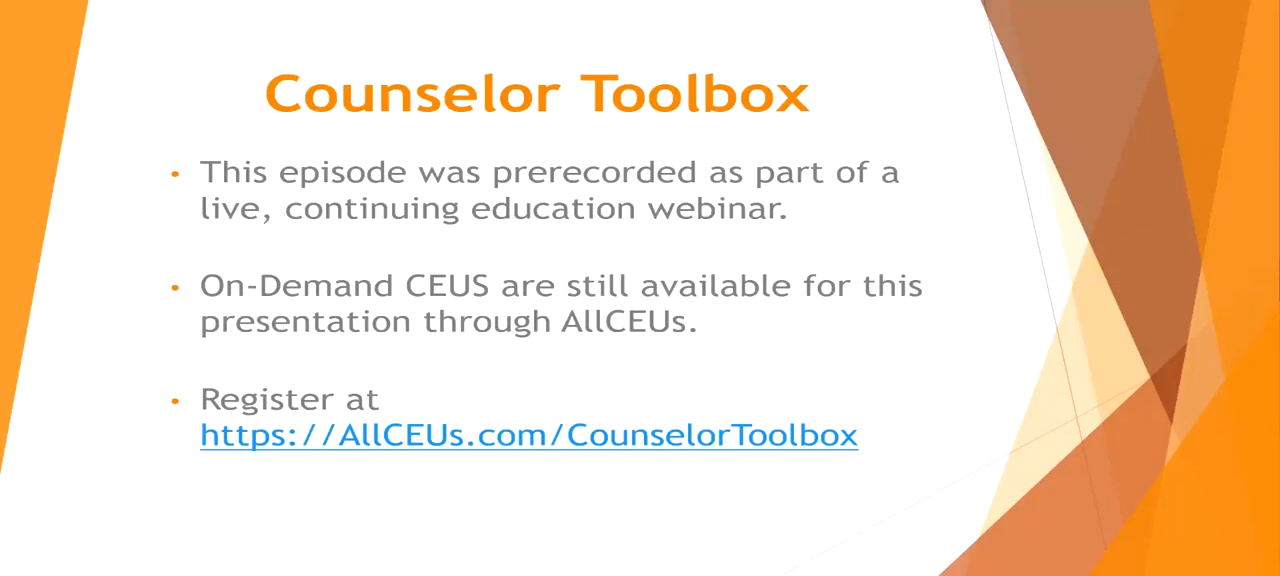 Counselor Toolbox
• This episode was prerecorded as part of a
live, continuing education webinar.
• On-Demand CEUS are still available for this
presentation through AllCEUs.
• Register at
https://AllCEUs.com/CounselorToolbox